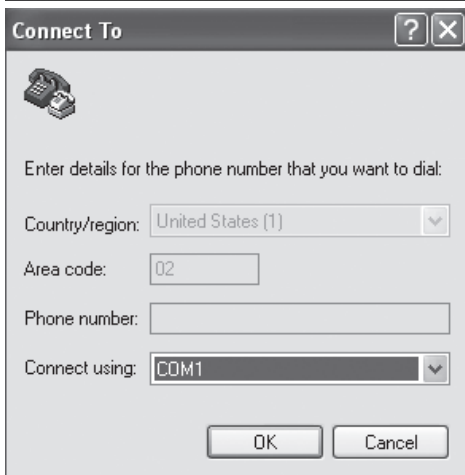 Connect To
Enter details for the phone number that you want to dial:
Country/region: United States (1)
Area code: 02
Phone number:
Connect using: COM1
OK Cancel